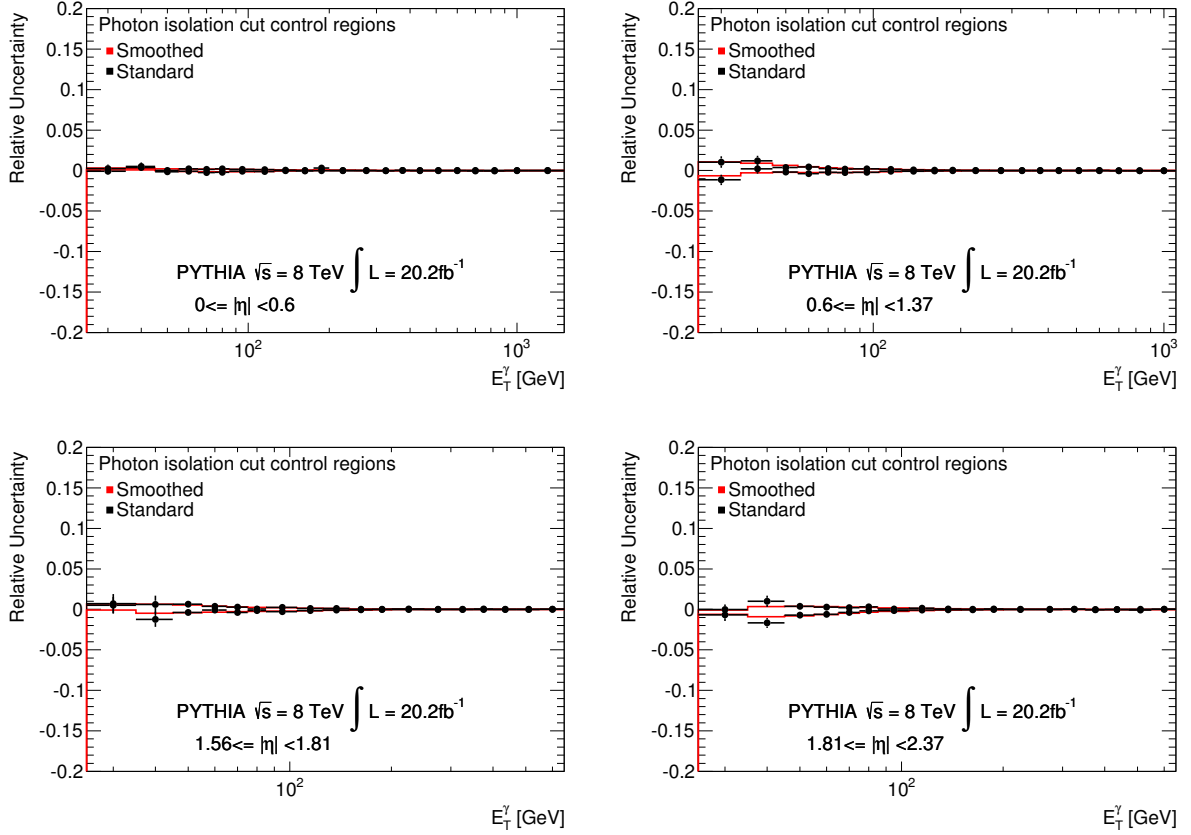 Photon isolation cut control regions
Smoothed
Standard
Relative Uncertainty
0.2
0.15
0.1
0.05
0
-0.05
-0.1
-0.15
-0.2
PYTHIA √s = 8 TeV ∫ L = 20.2fb⁻¹
0<= |η| <0.6
10² 10³
E_T^γ [GeV]
Photon isolation cut control regions
Smoothed
Standard
Relative Uncertainty
0.2
0.15
0.1
0.05
0
-0.05
-0.1
-0.15
-0.2
PYTHIA √s = 8 TeV ∫ L = 20.2fb⁻¹
0.6<= |η| <1.37
10² 10³
E_T^γ [GeV]
Photon isolation cut control regions
Smoothed
Standard
Relative Uncertainty
0.2
0.15
0.1
0.05
0
-0.05
-0.1
-0.15
-0.2
PYTHIA √s = 8 TeV ∫ L = 20.2fb⁻¹
1.56<= |η| <1.81
10²
E_T^γ [GeV]
Photon isolation cut control regions
Smoothed
Standard
Relative Uncertainty
0.2
0.15
0.1
0.05
0
-0.05
-0.1
-0.15
-0.2
PYTHIA √s = 8 TeV ∫ L = 20.2fb⁻¹
1.81<= |η| <2.37
10²
E_T^γ [GeV]